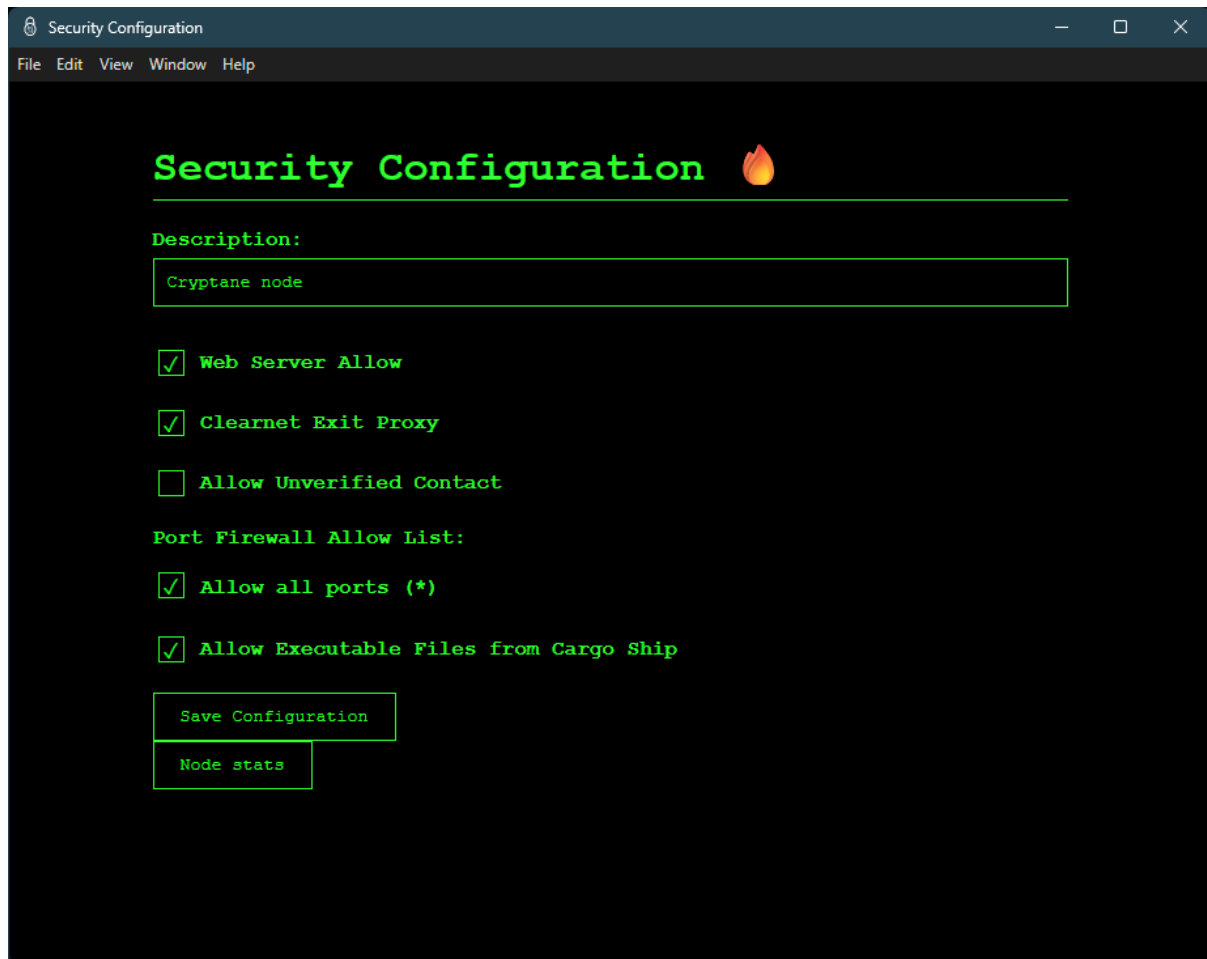 Security Configuration
File Edit View Window Help
Security Configuration 🔥
Description:
Cryptane node
Web Server Allow
Clearnet Exit Proxy
Allow Unverified Contact
Port Firewall Allow List:
Allow all ports (*)
Allow Executable Files from Cargo Ship
Save Configuration
Node stats